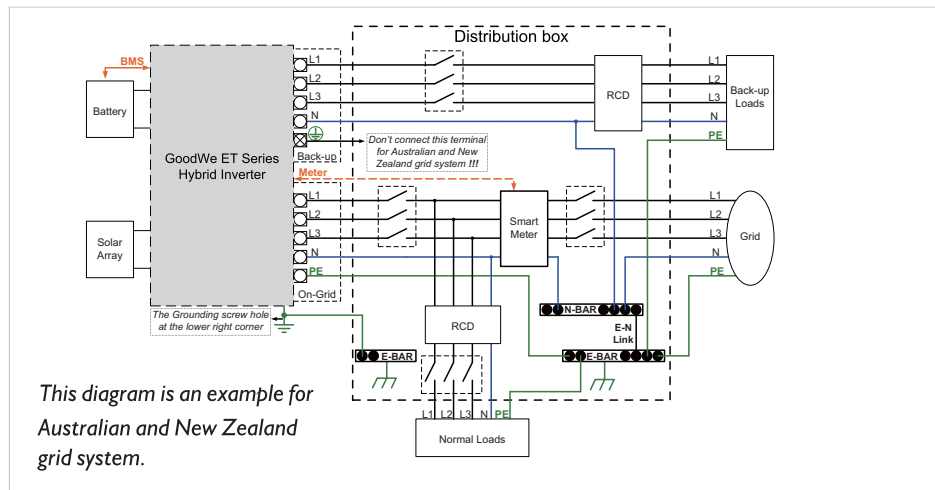 Distribution box
BMS
Battery
GoodWe ET Series
Hybrid Inverter
Solar
Array
L1
L2
L3
N
Back-up
RCD
L1
L2
L3
N
PE
Back-up
Loads
Don't connect this terminal
for Australian and New
Zealand grid system !!!
Meter
L1
L2
L3
N
PE
On-Grid
Smart
Meter
L1
L2
L3
N
PE
Grid
The Grounding screw hole
at the lower right corner
RCD
N-BAR
E-N
Link
E-BAR
E-BAR
L1 L2 L3 N PE
Normal Loads
This diagram is an example for
Australian and New Zealand
grid system.